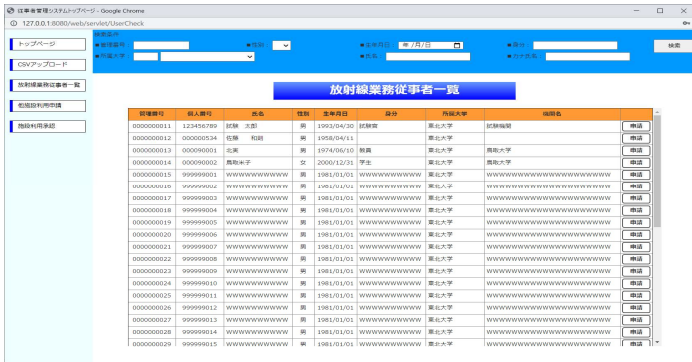 従事者管理システムトップページ - Google Chrome
127.0.0.1:8080/web/servlet/UserCheck
トップページ
CSVアップロード
放射線業務従事者一覧
他施設利用申請
施設利用承認
検索条件
■管理番号: ■性別: ■生年月日: 年 /月/日 ■身分:
■所属大学: ■氏名: ■カナ氏名:
検索
放射線業務従事者一覧
管理番号 個人番号 氏名 性別 生年月日 身分 所属大学 機関名
0000000011 123456789 試験 太郎 男 1993/04/30 試験官 東北大学 試験機関 申請
0000000012 000000534 佐藤 和昭 男 1958/04/11 東北大学 申請
0000000013 000090001 北実 男 1974/06/10 教員 東北大学 鳥取大学 申請
0000000014 000090002 鳥取米子 女 2000/12/31 学生 東北大学 鳥取大学 申請
0000000015 999999001 WWWWWWWWWW 男 1981/01/01 WWWWWWWWWW 東北大学 WWWWWWWWWWWWWWWWWWWW 申請
0000000016 999999002 WWWWWWWWWW 男 1981/01/01 WWWWWWWWWW 東北大学 WWWWWWWWWWWWWWWWWWWW 申請
0000000017 999999003 WWWWWWWWWW 男 1981/01/01 WWWWWWWWWW 東北大学 WWWWWWWWWWWWWWWWWWWW 申請
0000000018 999999004 WWWWWWWWWW 男 1981/01/01 WWWWWWWWWW 東北大学 WWWWWWWWWWWWWWWWWWWW 申請
0000000019 999999005 WWWWWWWWWW 男 1981/01/01 WWWWWWWWWW 東北大学 WWWWWWWWWWWWWWWWWWWW 申請
0000000020 999999006 WWWWWWWWWW 男 1981/01/01 WWWWWWWWWW 東北大学 WWWWWWWWWWWWWWWWWWWW 申請
0000000021 999999007 WWWWWWWWWW 男 1981/01/01 WWWWWWWWWW 東北大学 WWWWWWWWWWWWWWWWWWWW 申請
0000000022 999999008 WWWWWWWWWW 男 1981/01/01 WWWWWWWWWW 東北大学 WWWWWWWWWWWWWWWWWWWW 申請
0000000023 999999009 WWWWWWWWWW 男 1981/01/01 WWWWWWWWWW 東北大学 WWWWWWWWWWWWWWWWWWWW 申請
0000000024 999999010 WWWWWWWWWW 男 1981/01/01 WWWWWWWWWW 東北大学 WWWWWWWWWWWWWWWWWWWW 申請
0000000025 999999011 WWWWWWWWWW 男 1981/01/01 WWWWWWWWWW 東北大学 WWWWWWWWWWWWWWWWWWWW 申請
0000000026 999999012 WWWWWWWWWW 男 1981/01/01 WWWWWWWWWW 東北大学 WWWWWWWWWWWWWWWWWWWW 申請
0000000027 999999013 WWWWWWWWWW 男 1981/01/01 WWWWWWWWWW 東北大学 WWWWWWWWWWWWWWWWWWWW 申請
0000000028 999999014 WWWWWWWWWW 男 1981/01/01 WWWWWWWWWW 東北大学 WWWWWWWWWWWWWWWWWWWW 申請
0000000029 999999015 WWWWWWWWWW 男 1981/01/01 WWWWWWWWWW 東北大学 WWWWWWWWWWWWWWWWWWWW 申請